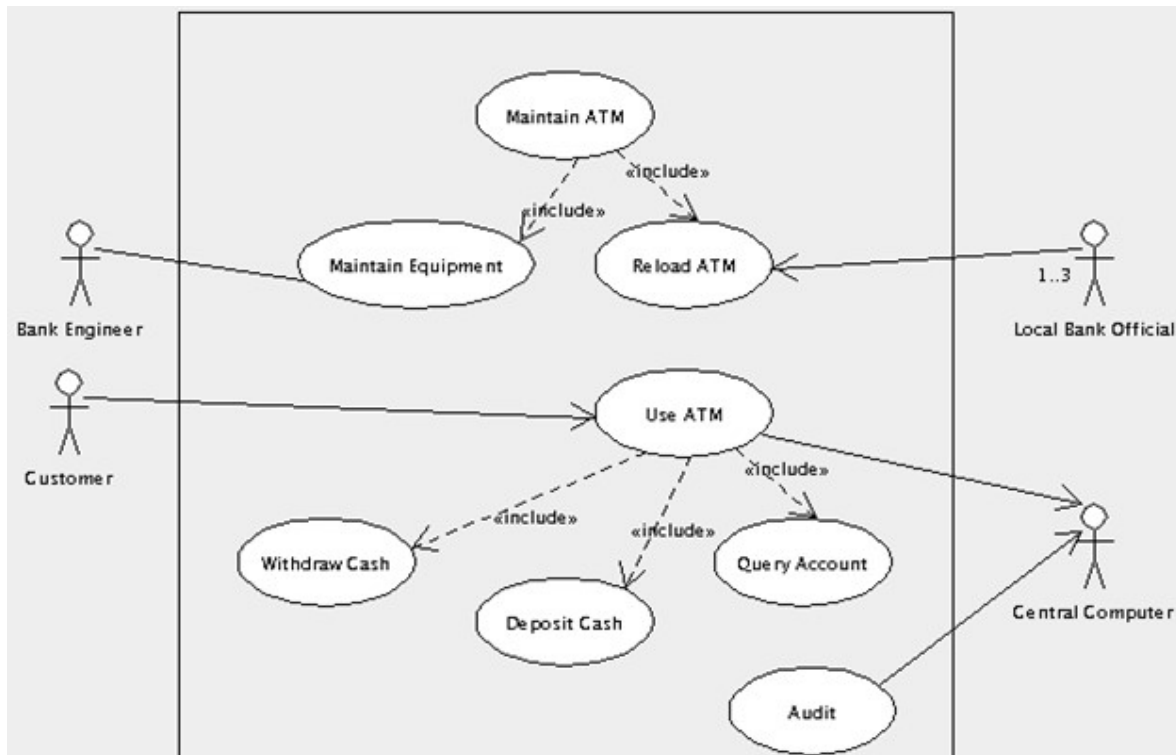 Maintain ATM
«include»
«include»
Maintain Equipment
Reload ATM
1..3
Bank Engineer
Local Bank Official
Use ATM
Customer
«include»
«include»
«include»
Withdraw Cash
Query Account
Deposit Cash
Central Computer
Audit